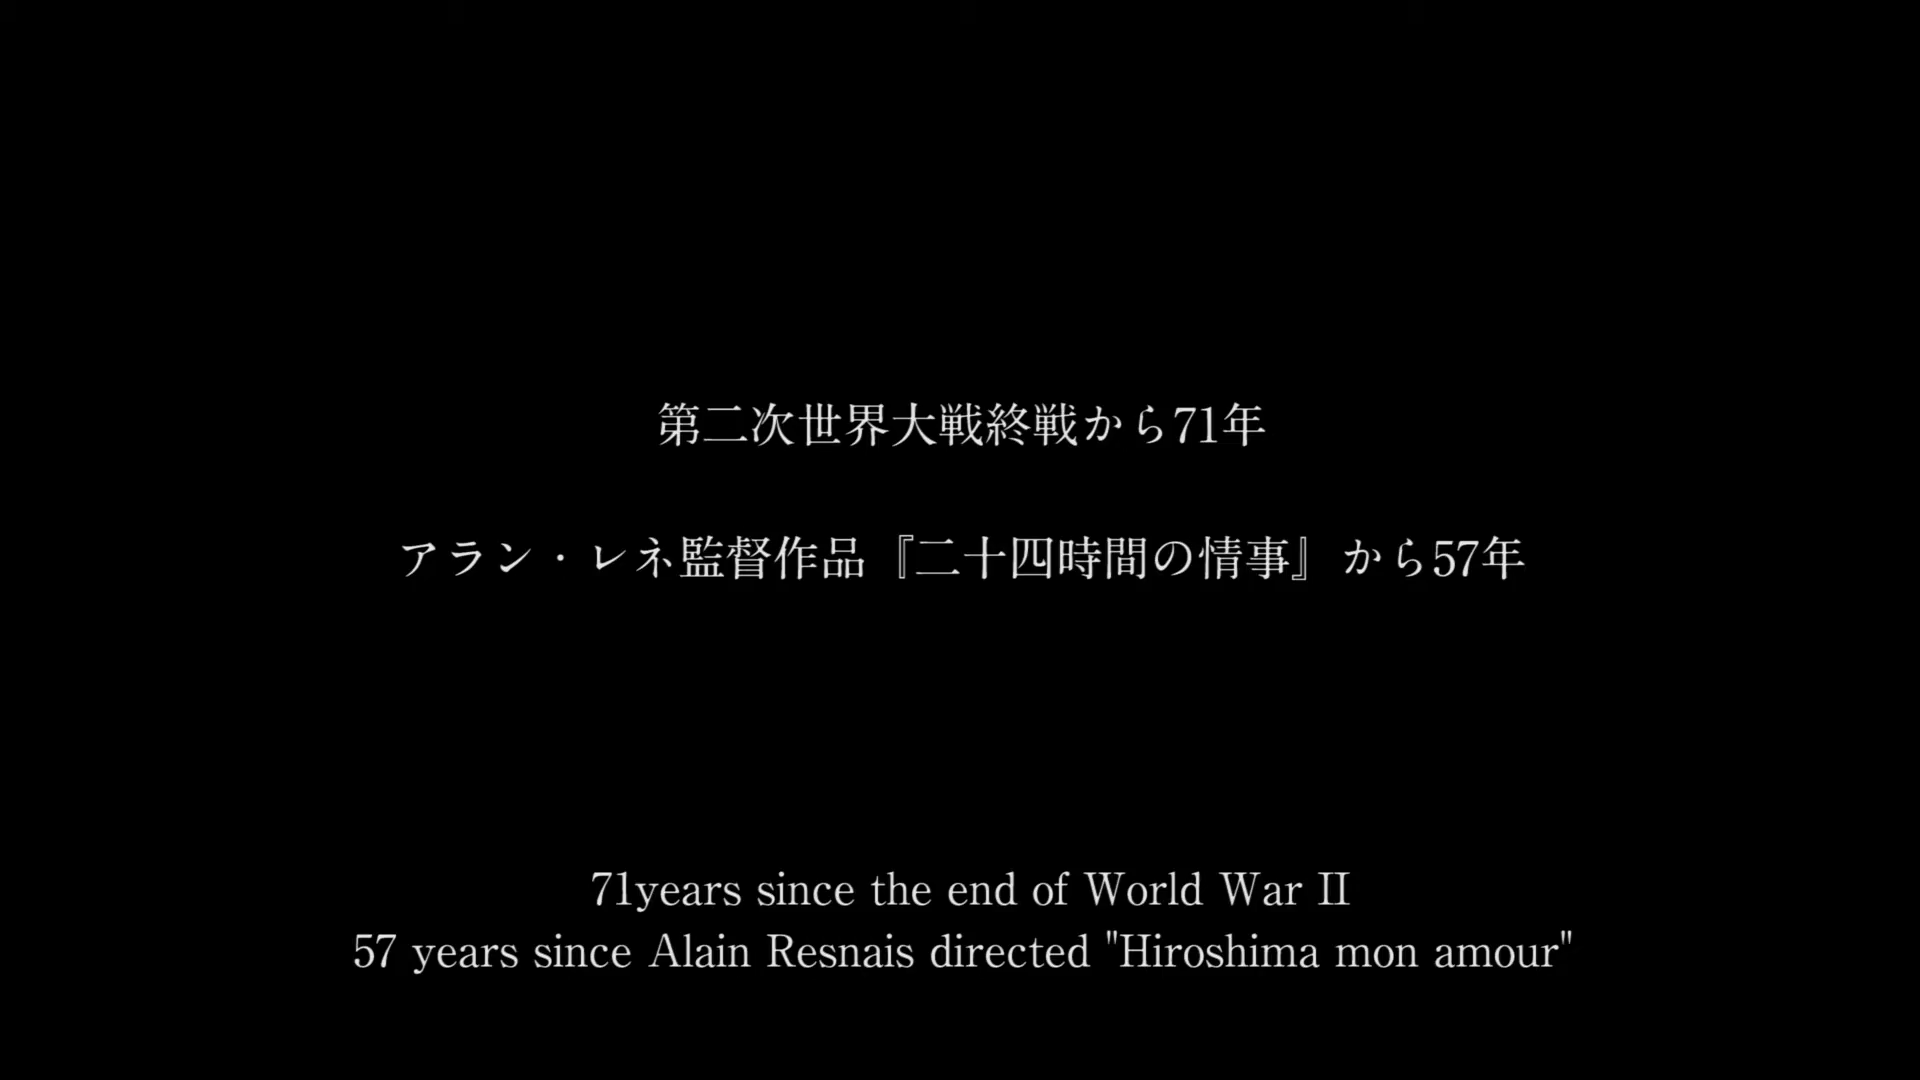 第二次世界大戦終戦から71年
アラン・レネ監督作品『二十四時間の情事』から57年
71years since the end of World War II
57 years since Alain Resnais directed "Hiroshima mon amour"